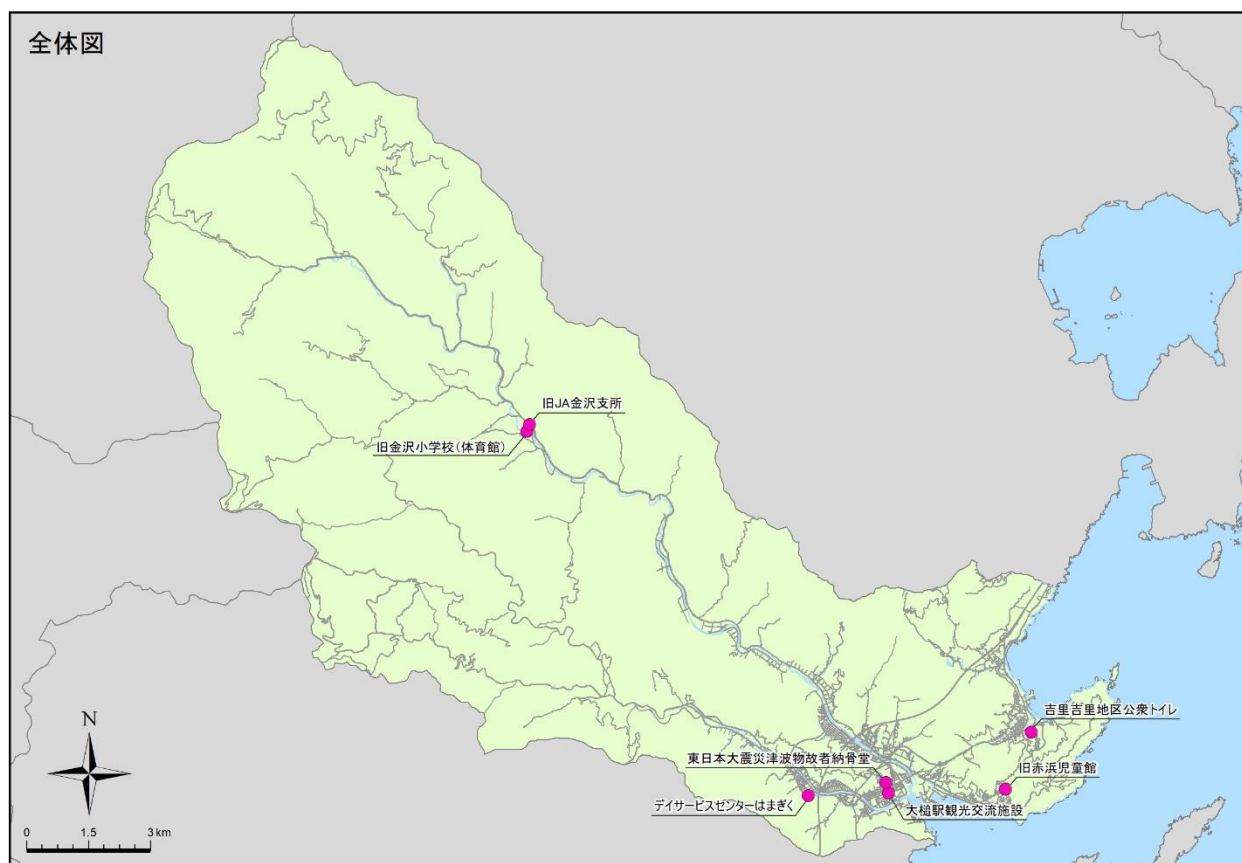 全体図
旧JA金沢支所
旧金沢小学校(体育館)
吉里吉里地区公衆トイレ
東日本大震災津波物故者納骨堂
旧赤浜児童館
デイサービスセンターはまぎく
大槌駅観光交流施設
N
0 1.5 3 km